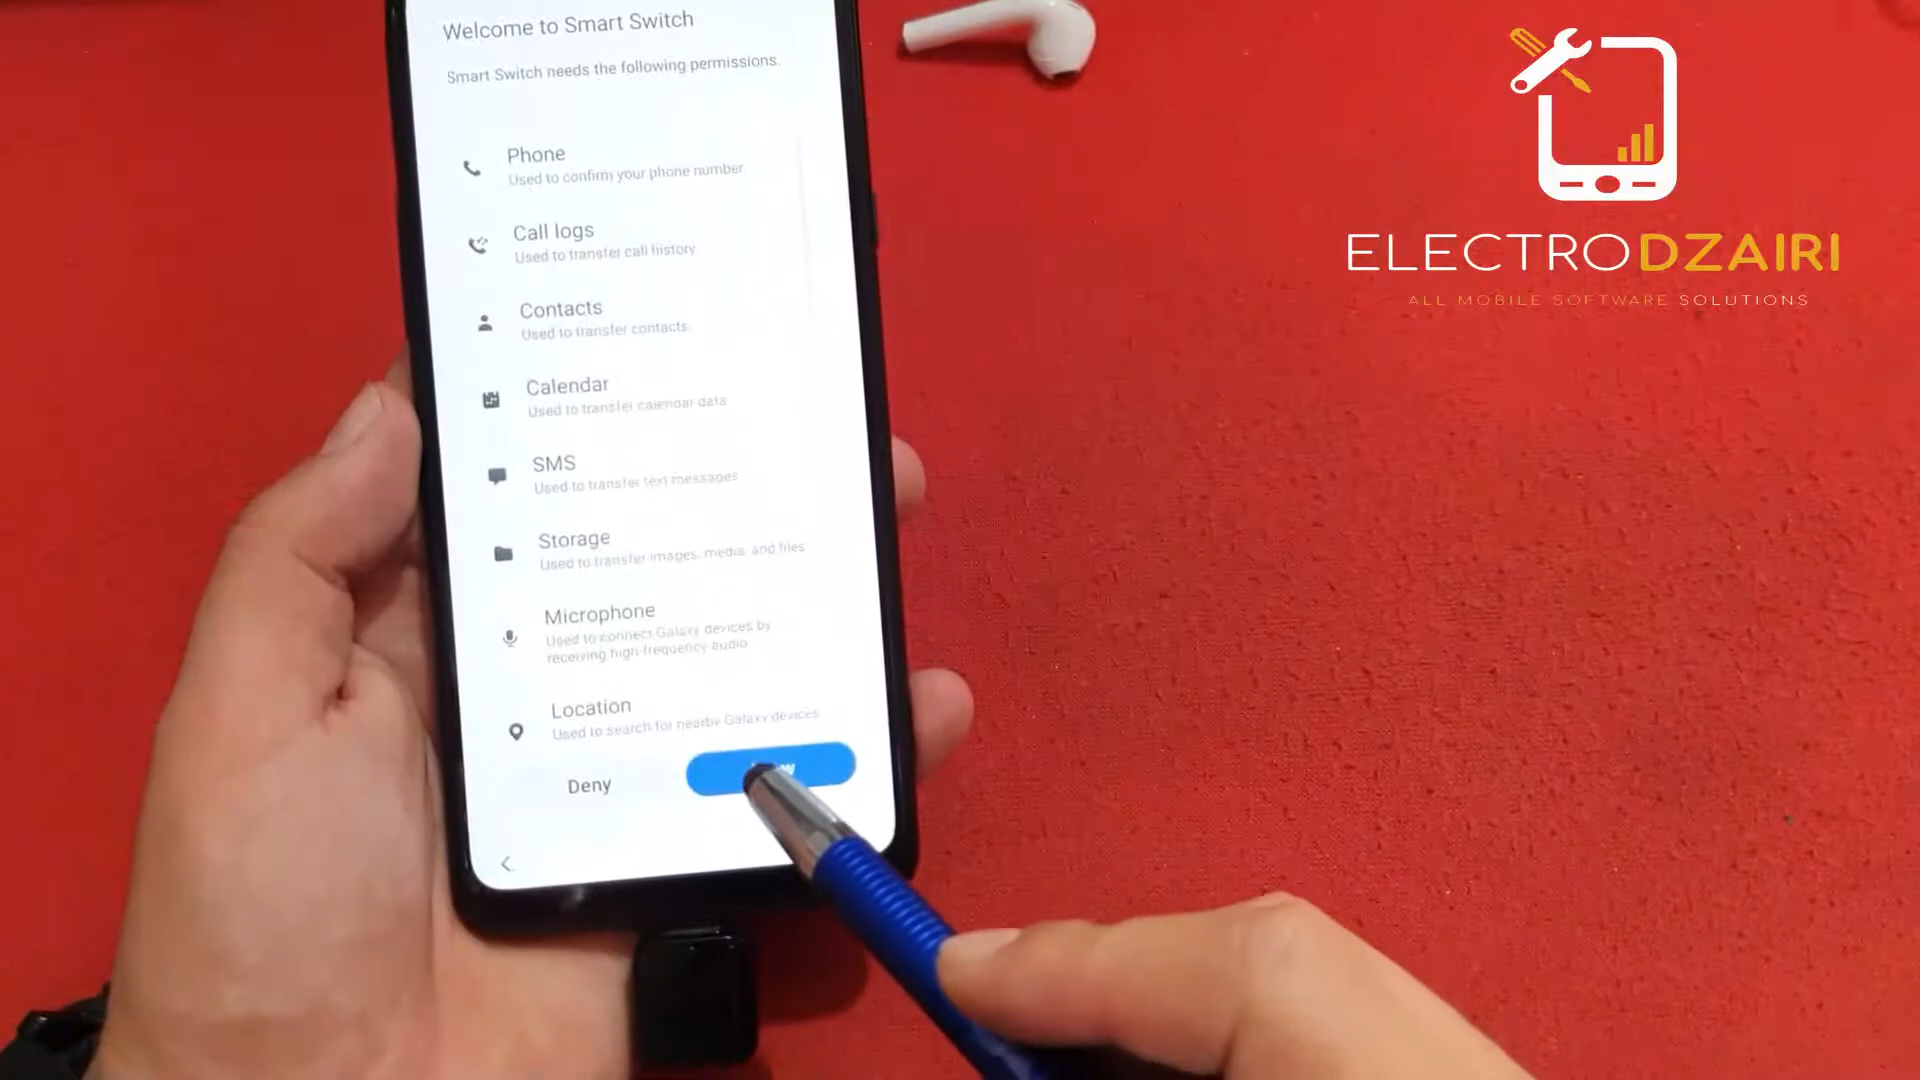 Welcome to Smart Switch
Smart Switch needs the following permissions.
Phone
Used to confirm your phone number
Call logs
Used to transfer call history
Contacts
Used to transfer contacts.
Calendar
Used to transfer calendar data
SMS
Used to transfer text messages
Storage
Used to transfer images, media, and files
Microphone
Used to connect Galaxy devices by
receiving high-frequency audio
Location
Used to search for nearby Galaxy devices
Deny
ELECTRODZAIRI
ALL MOBILE SOFTWARE SOLUTIONS